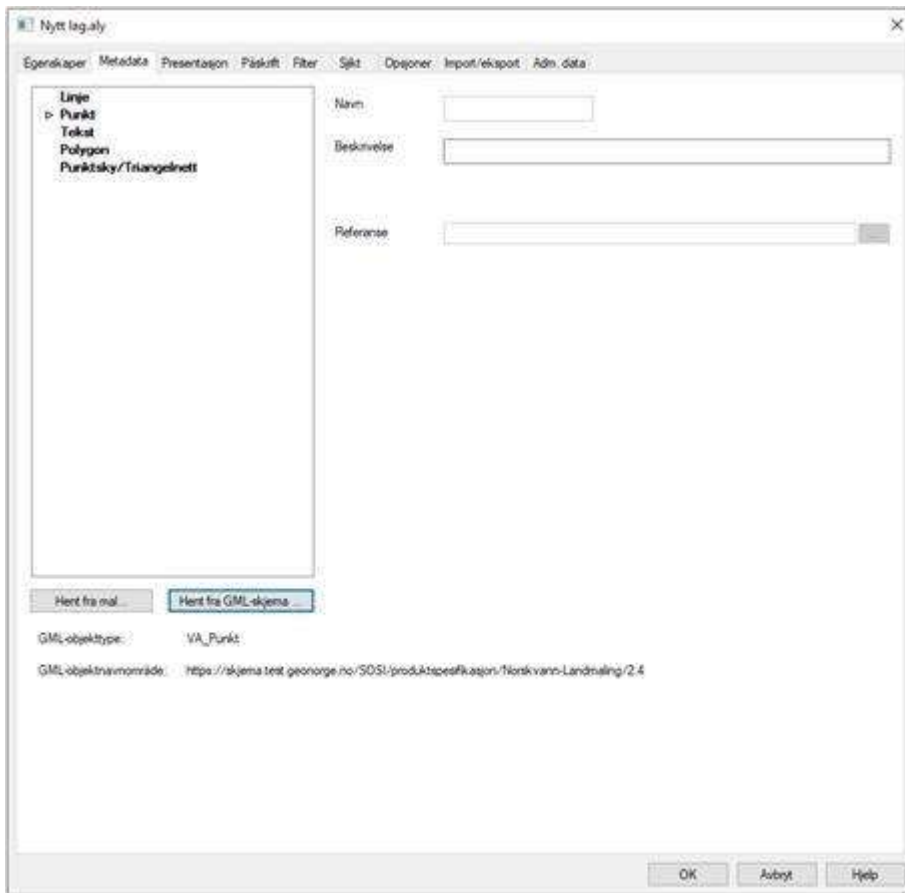 Nytt lag.aly
Egenskaper Metadata Presentasjon Påskrift Filter Sjikt Opsjoner Import/eksport Adm. data
Linje
Punkt
Tekst
Polygon
Punktsky/Triangelnett
Navn
Beskrivelse
Referanse
...
Hent fra mal...
Hent fra GML-skjema ...
GML-objekttype: VA_Punkt
GML-objektnavnområde: https://skjema.test.geonorge.no/SOSI/produktspesifikasjon/Norskvann-Landmaling/2.4
OK Avbryt Hjelp